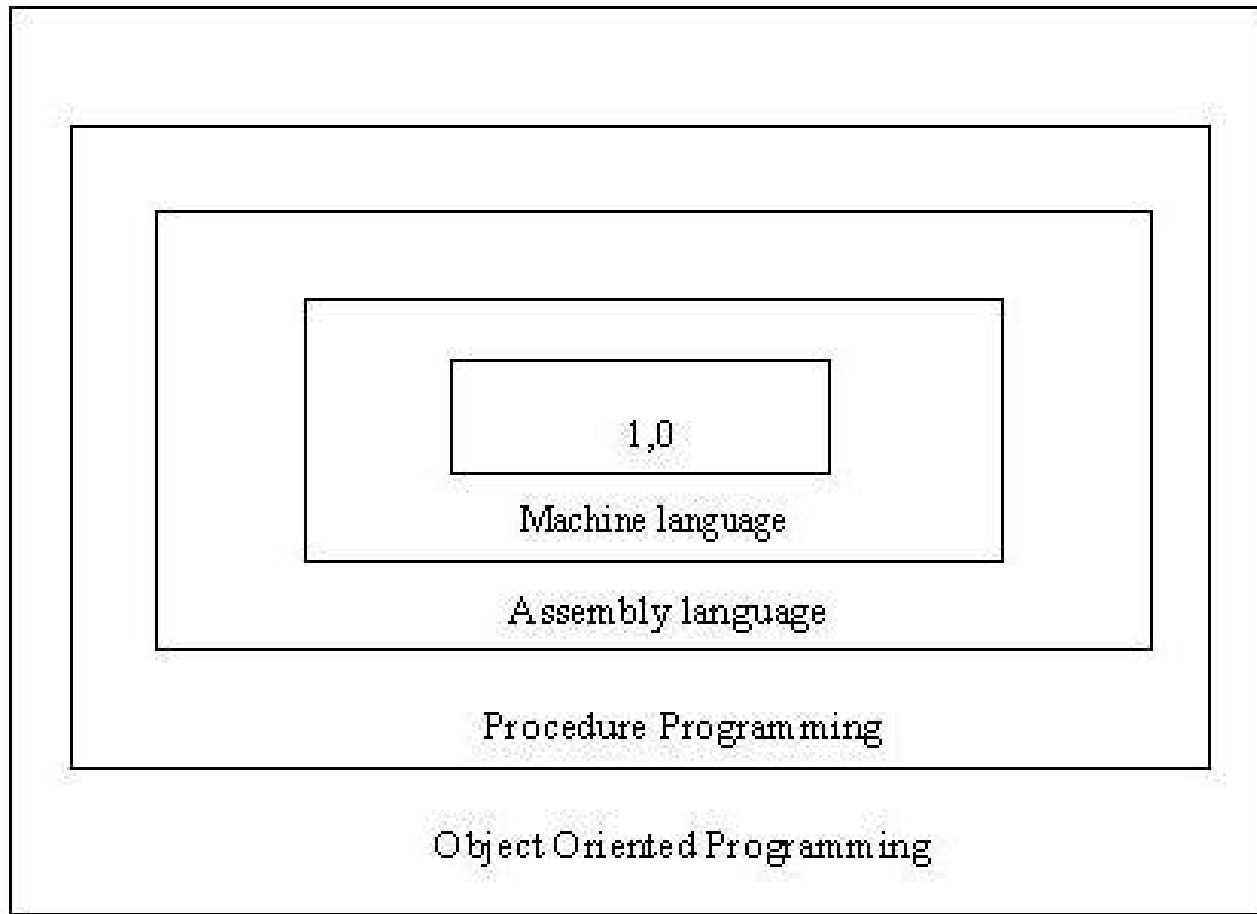 1,0
Machine language
Assembly language
Procedure Programming
Object Oriented Programming